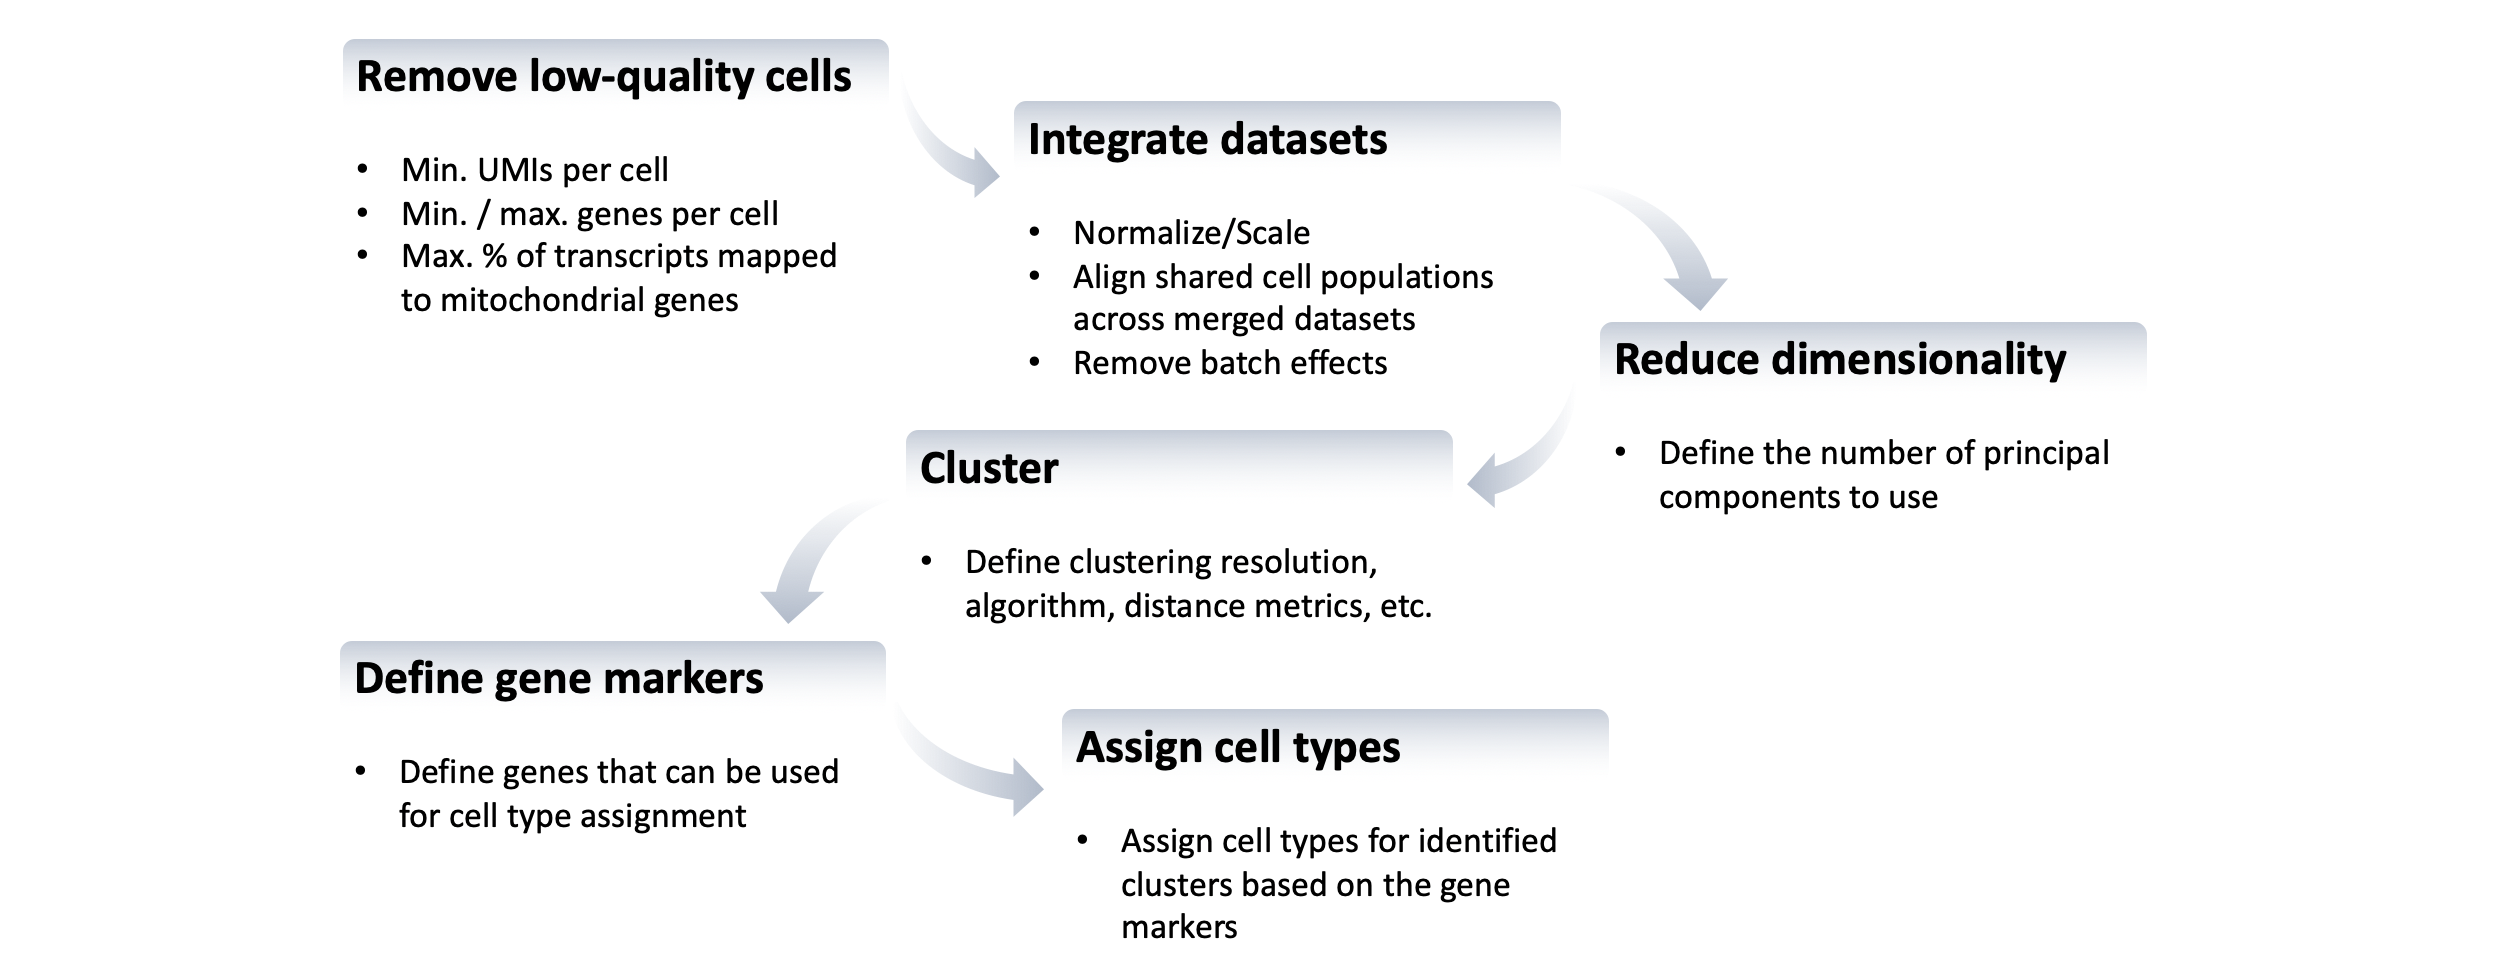 Remove low-quality cells
• Min. UMIs per cell
• Min. / max. genes per cell
• Max. % of transcripts mapped
to mitochondrial genes
Integrate datasets
• Normalize/Scale
• Align shared cell populations
across merged datasets
• Remove batch effects
Reduce dimensionality
• Define the number of principal
components to use
Cluster
• Define clustering resolution,
algorithm, distance metrics, etc.
Define gene markers
• Define genes that can be used
for cell type assignment
Assign cell types
• Assign cell types for identified
clusters based on the gene
markers